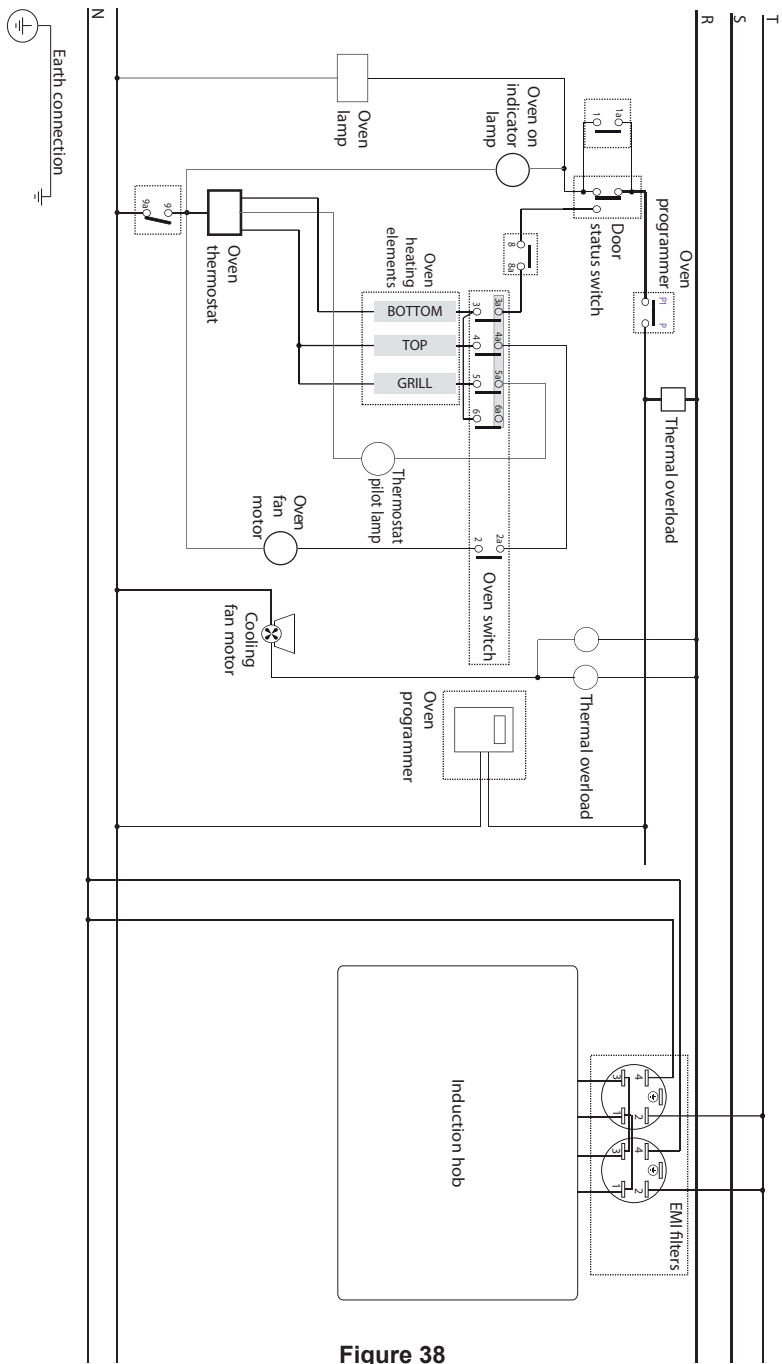 T
S
R
Thermal overload
EMI filters
Oven
programmer
P1 P
Door
status switch
1a
1
Thermal overload
4 2 4 2
3 1 3 1
Oven on
indicator
lamp
8 8a
3a 4a 5a 6a 2a
3 4 5 6 2
Oven switch
Oven
heating
elements
BOTTOM
TOP
GRILL
Thermostat
pilot lamp
Oven
programmer
Induction hob
Oven
lamp
Oven
fan
motor
Cooling
fan motor
Oven
thermostat
9
9a
N
Earth connection
Figure 38